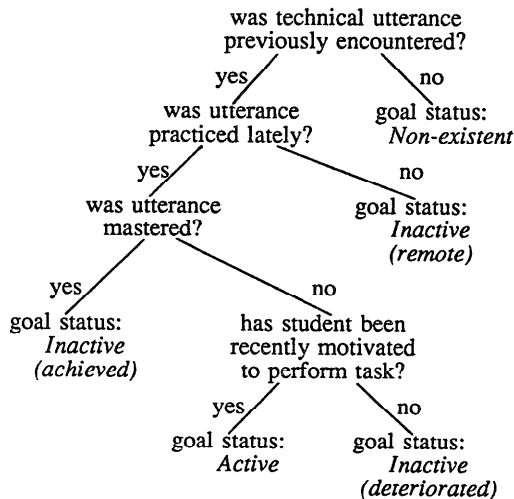 was technical utterance
previously encountered?
yes
no
was utterance
practiced lately?
goal status:
Non-existent
yes
no
was utterance
mastered?
goal status:
Inactive
(remote)
yes
no
goal status:
Inactive
(achieved)
has student been
recently motivated
to perform task?
yes
no
goal status:
Active
goal status:
Inactive
(deteriorated)